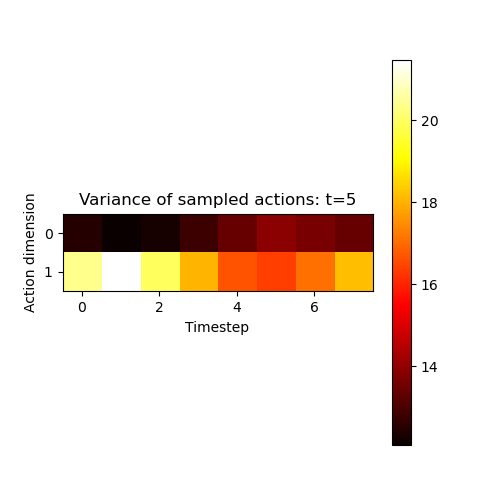 Variance of sampled actions: t=5
Action dimension
0
1
0 2 4 6
Timestep
20
18
16
14